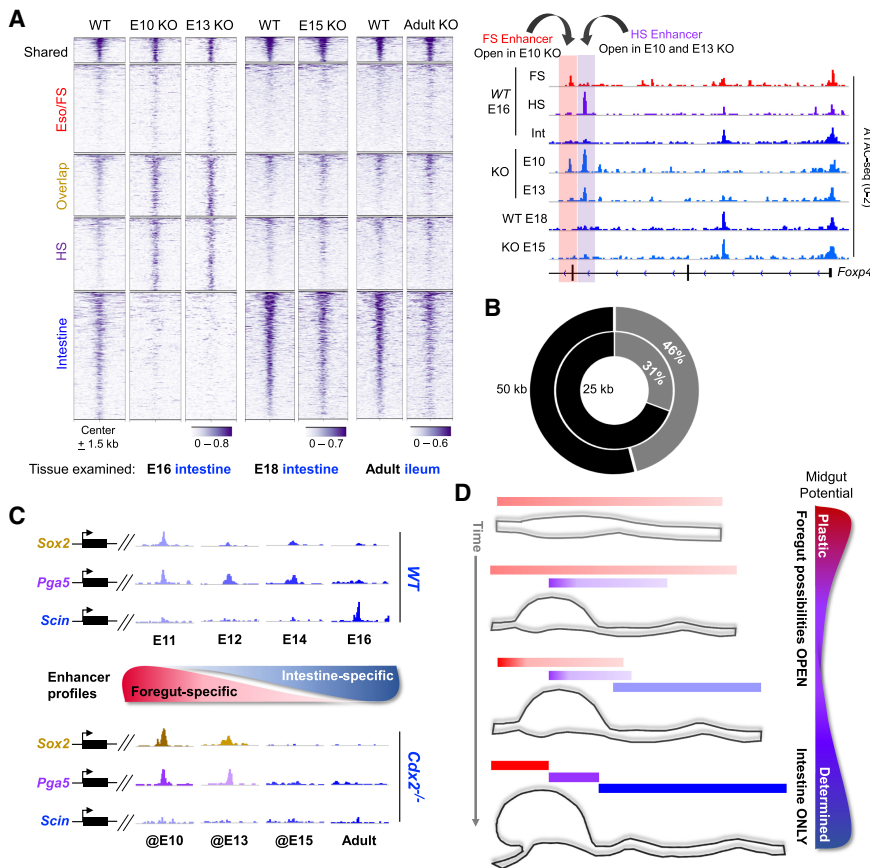 A
WT E10 KO E13 KO WT E15 KO WT Adult KO
Shared
Eso/FS
Overlap
HS
Intestine
Center
± 1.5 kb
0 – 0.8
0 – 0.7
0 – 0.6
Tissue examined: E16 intestine E18 intestine Adult ileum
FS Enhancer
Open in E10 KO
HS Enhancer
Open in E10 and E13 KO
WT
E16
FS
HS
Int
KO
E10
E13
WT E18
KO E15
ATAC-seq (0-2)
Foxp4
B
46%
31%
50 kb
25 kb
C
Sox2
Pga5
Scin
WT
E11 E12 E14 E16
Enhancer
profiles
Foregut-specific
Intestine-specific
Sox2
Pga5
Scin
Cdx2-/-
@E10 @E13 @E15 Adult
D
Time
Midgut
Potential
Foregut possibilities OPEN
Intestine ONLY
Plastic
Determined